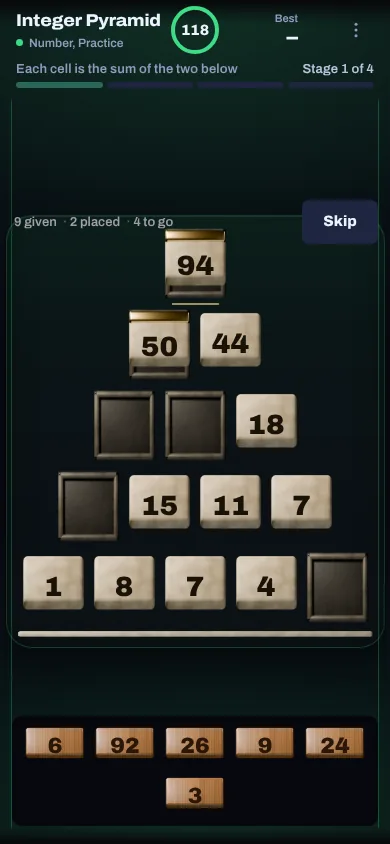 Integer Pyramid
118
Best
–
Number, Practice
Each cell is the sum of the two below
Stage 1 of 4
9 given · 2 placed · 4 to go
Skip
94
50 44
18
15 11 7
1 8 7 4
6 92 26 9 24
3